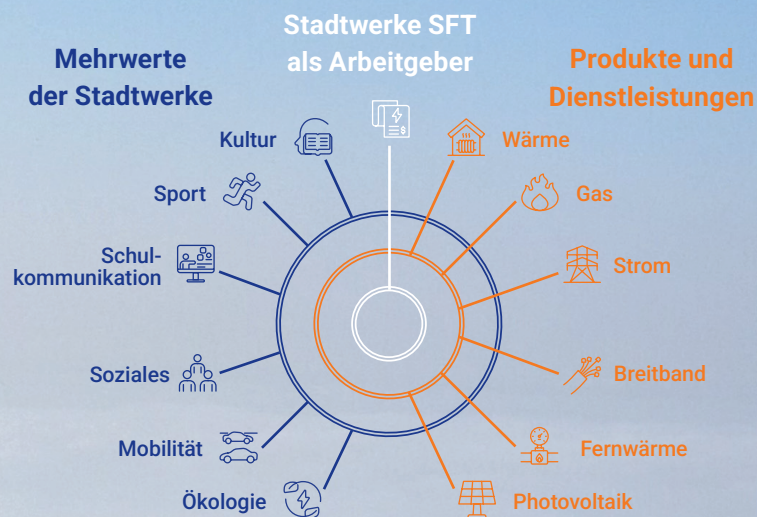 Stadtwerke SFT
als Arbeitgeber
Mehrwerte
der Stadtwerke
Kultur
Sport
Schul-
kommunikation
Soziales
Mobilität
Ökologie
Produkte und
Dienstleistungen
Wärme
Gas
Strom
Breitband
Fernwärme
Photovoltaik
$